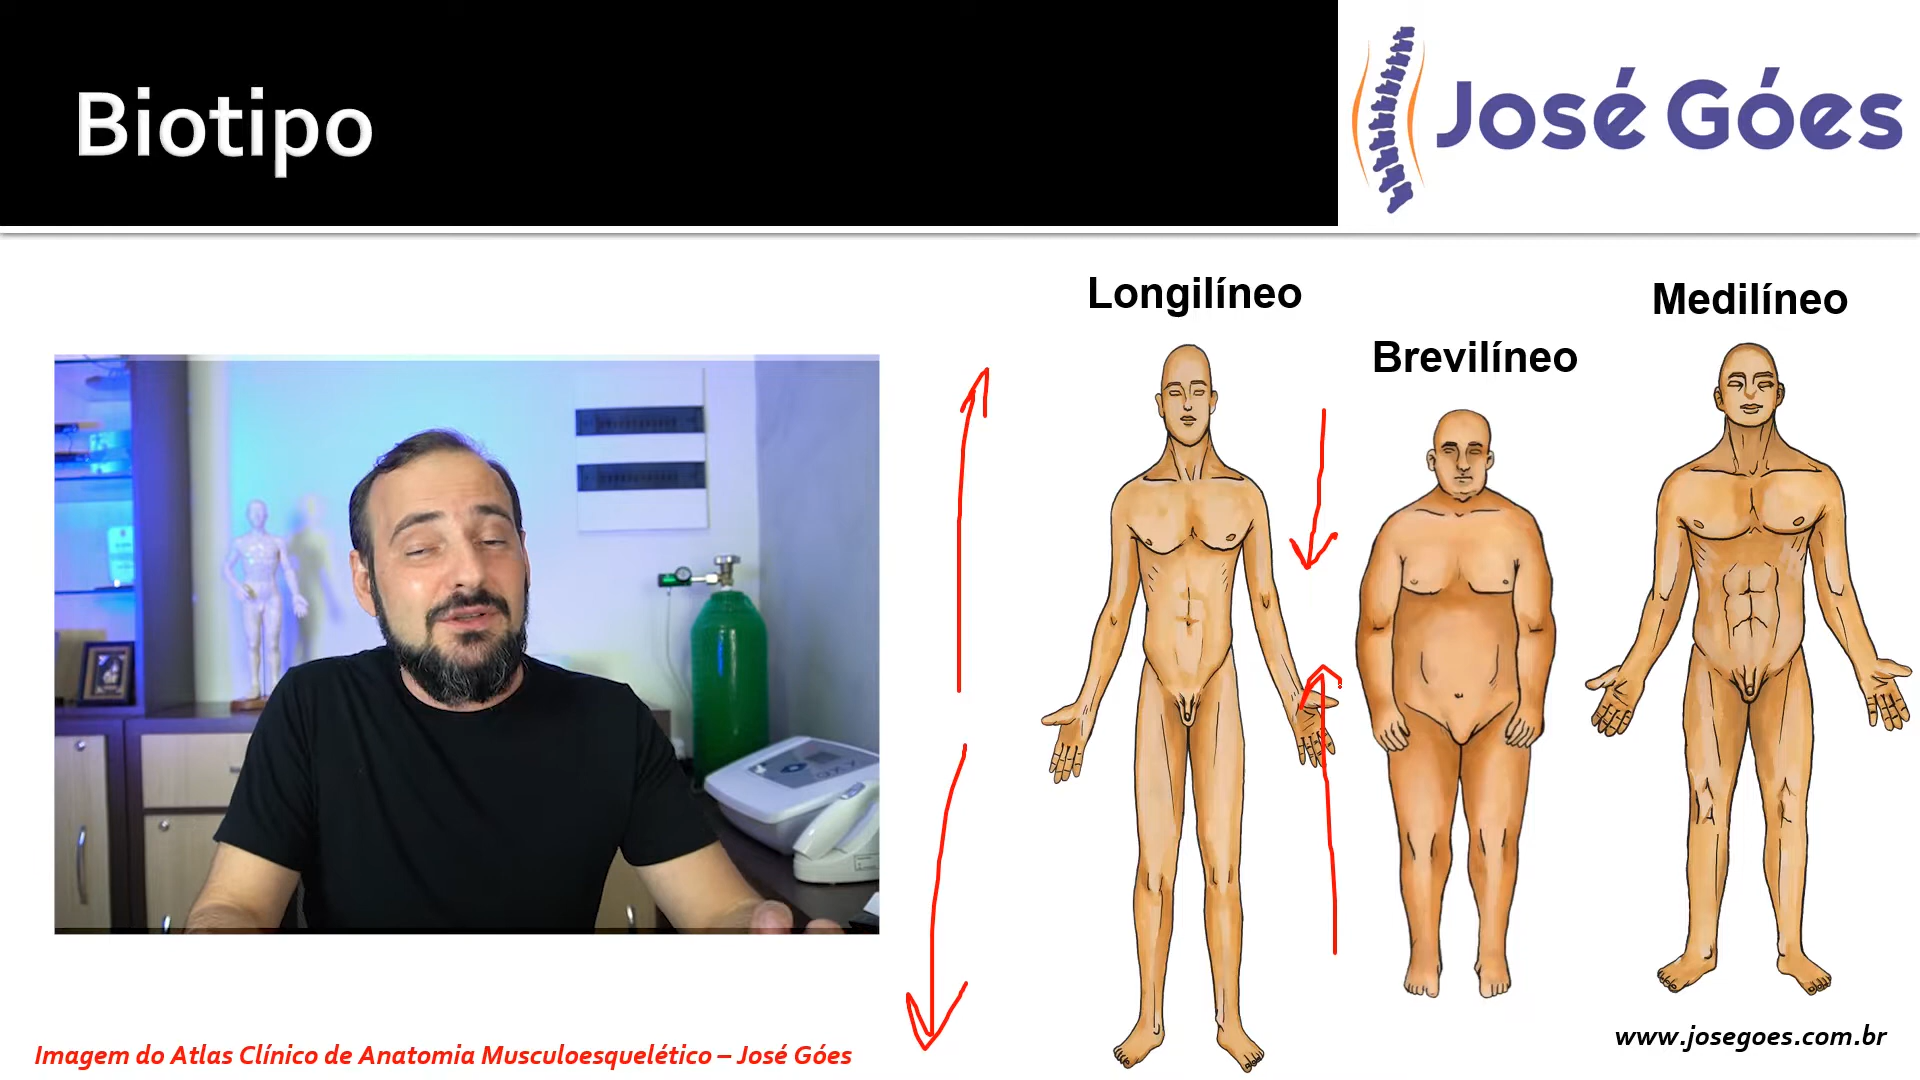 Biotipo
José Góes
Longilíneo
Brevilíneo
Medilíneo
Imagem do Atlas Clínico de Anatomia Musculoesquelético – José Góes
www.josegoes.com.br